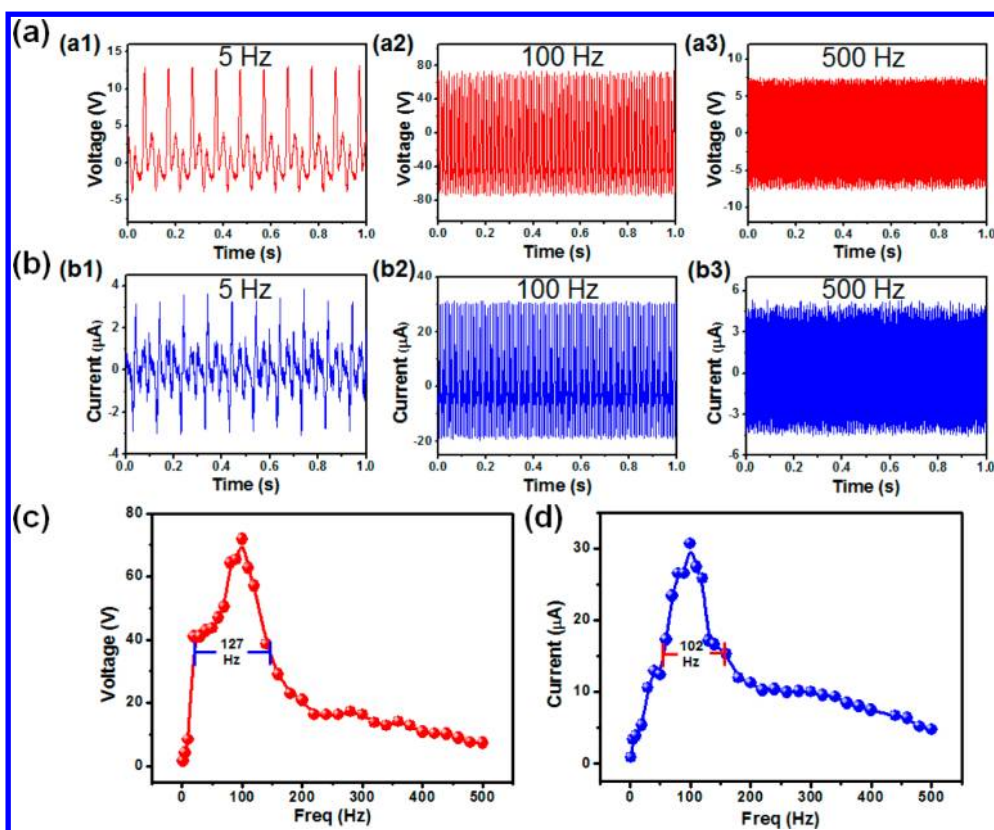 (a)
(a1)
5 Hz
Voltage (V)
15
10
5
0
-5
0.0 0.2 0.4 0.6 0.8 1.0
Time (s)
(a2)
100 Hz
Voltage (V)
80
40
0
-40
-80
0.0 0.2 0.4 0.6 0.8 1.0
Time (s)
(a3)
500 Hz
Voltage (V)
10
5
0
-5
-10
0.0 0.2 0.4 0.6 0.8 1.0
Time (s)
(b)
(b1)
5 Hz
Current (μA)
4
2
0
-2
-4
0.0 0.2 0.4 0.6 0.8 1.0
Time (s)
(b2)
100 Hz
Current (μA)
40
20
0
-20
0.0 0.2 0.4 0.6 0.8 1.0
Time (s)
(b3)
500 Hz
Current (μA)
6
3
0
-3
-6
0.0 0.2 0.4 0.6 0.8 1.0
Time (s)
(c)
Voltage (V)
80
60
40
20
0
127
Hz
0 100 200 300 400 500
Freq (Hz)
(d)
Current (μA)
30
20
10
0
102
Hz
0 100 200 300 400 500
Freq (Hz)